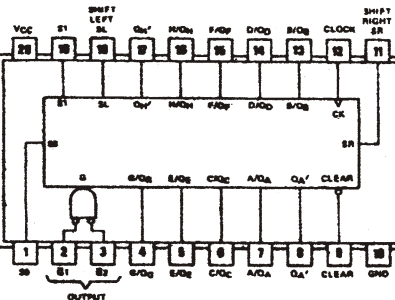 SHIFT LEFT
SHIFT RIGHT
VCC S1 SL QH' H/QH F/QF D/QD B/QB CLOCK SR
20 19 18 17 16 15 14 13 12 11
S1 SL QH' H/QH F/QF D/QD B/QB CK
S0 SR
G G/QG E/QE C/QC A/QA QA' CLEAR
1 2 3 4 5 6 7 8 9 10
S0 G1 G2 G/QG E/QE C/QC A/QA QA' CLEAR GND
OUTPUT